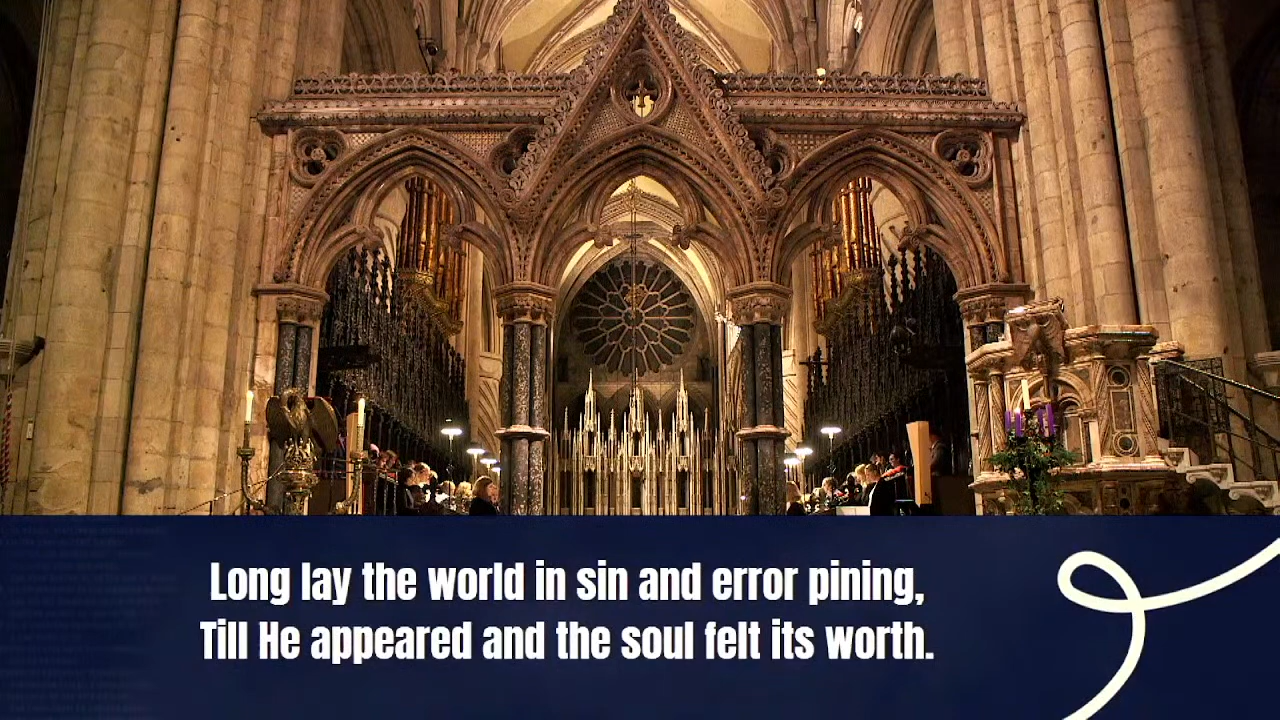 Long lay the world in sin and error pining,
Till He appeared and the soul felt its worth.